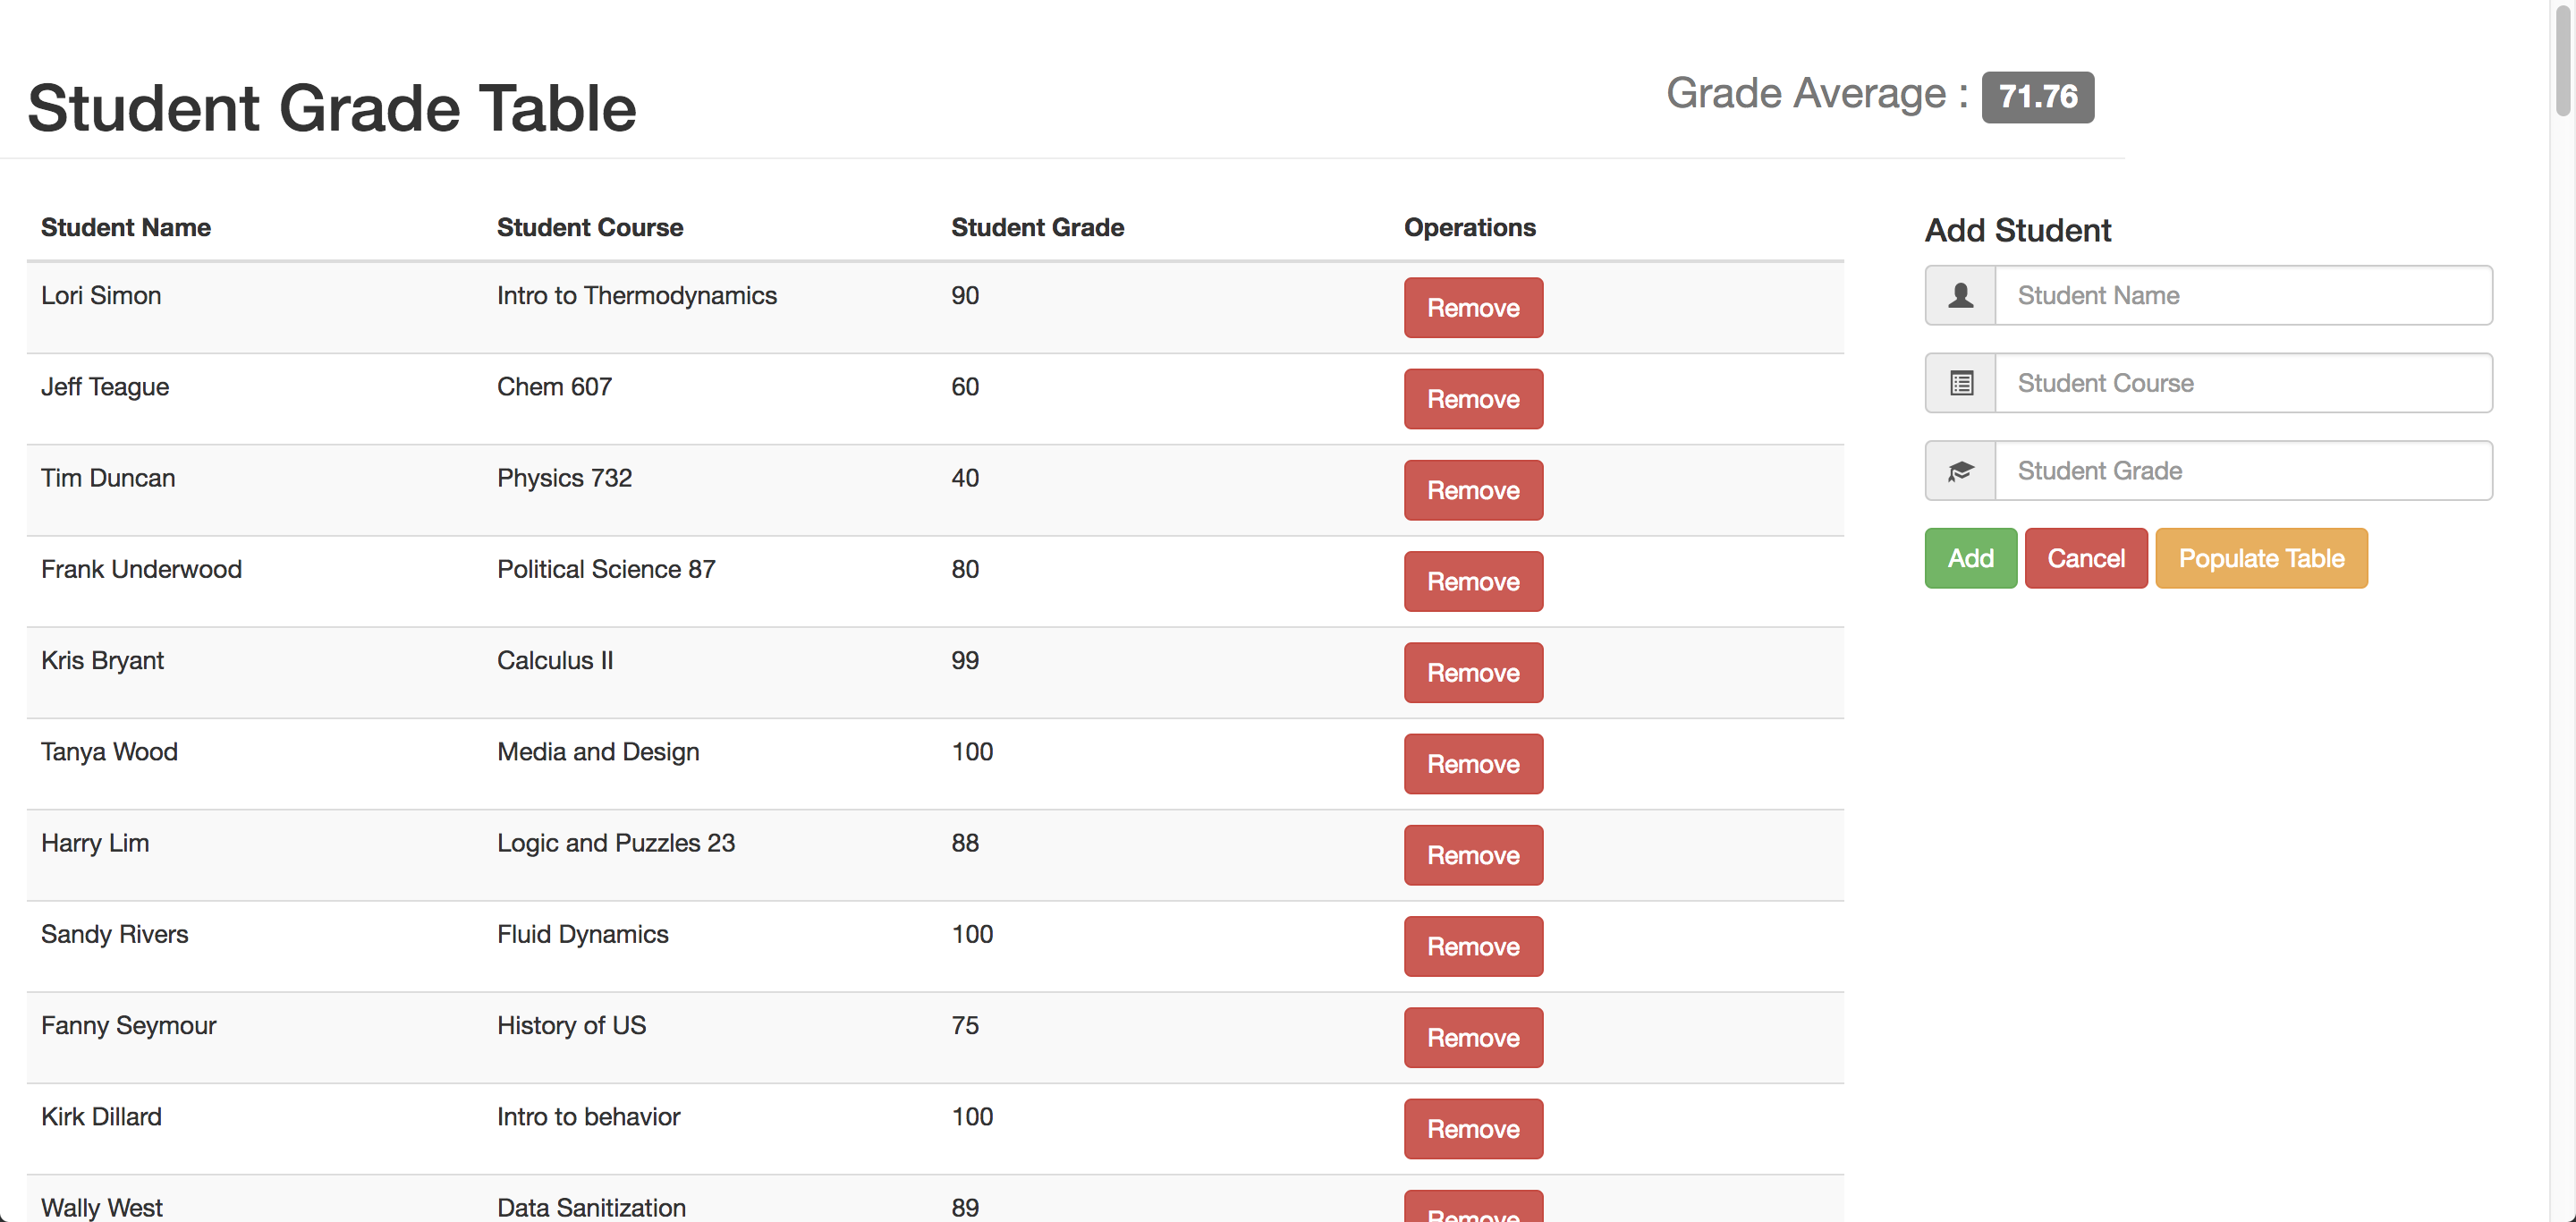 Student Grade Table
Grade Average : 71.76
Student Name Student Course Student Grade Operations
Lori Simon Intro to Thermodynamics 90 Remove
Jeff Teague Chem 607 60 Remove
Tim Duncan Physics 732 40 Remove
Frank Underwood Political Science 87 80 Remove
Kris Bryant Calculus II 99 Remove
Tanya Wood Media and Design 100 Remove
Harry Lim Logic and Puzzles 23 88 Remove
Sandy Rivers Fluid Dynamics 100 Remove
Fanny Seymour History of US 75 Remove
Kirk Dillard Intro to behavior 100 Remove
Wally West Data Sanitization 89 Remove
Add Student
Student Name
Student Course
Student Grade
Add Cancel Populate Table